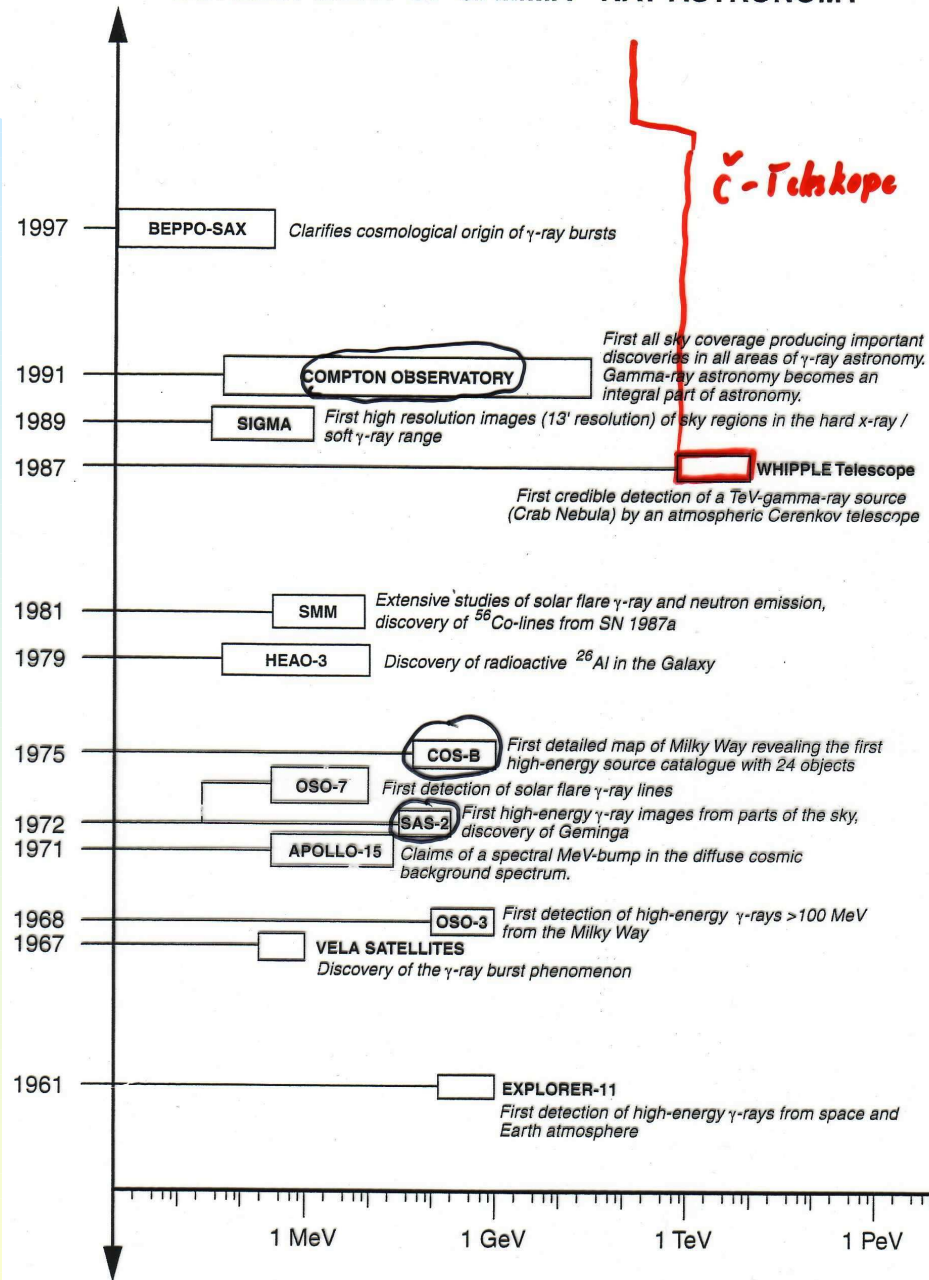 RAY ASTRONOMY
Č-Teleskope
1997
BEPPO-SAX
Clarifies cosmological origin of γ-ray bursts
First all sky coverage producing important
discoveries in all areas of γ-ray astronomy.
1991
COMPTON OBSERVATORY
Gamma-ray astronomy becomes an
integral part of astronomy.
1989
SIGMA
First high resolution images (13' resolution) of sky regions in the hard x-ray /
soft γ-ray range
1987
WHIPPLE Telescope
First credible detection of a TeV-gamma-ray source
(Crab Nebula) by an atmospheric Cerenkov telescope
1981
SMM
Extensive studies of solar flare γ-ray and neutron emission,
discovery of ⁵⁶Co-lines from SN 1987a
1979
HEAO-3
Discovery of radioactive ²⁶Al in the Galaxy
1975
COS-B
First detailed map of Milky Way revealing the first
high-energy source catalogue with 24 objects
OSO-7
First detection of solar flare γ-ray lines
1972
SAS-2
First high-energy γ-ray images from parts of the sky,
discovery of Geminga
1971
APOLLO-15
Claims of a spectral MeV-bump in the diffuse cosmic
background spectrum.
1968
OSO-3
First detection of high-energy γ-rays >100 MeV
from the Milky Way
1967
VELA SATELLITES
Discovery of the γ-ray burst phenomenon
1961
EXPLORER-11
First detection of high-energy γ-rays from space and
Earth atmosphere
1 MeV 1 GeV 1 TeV 1 PeV